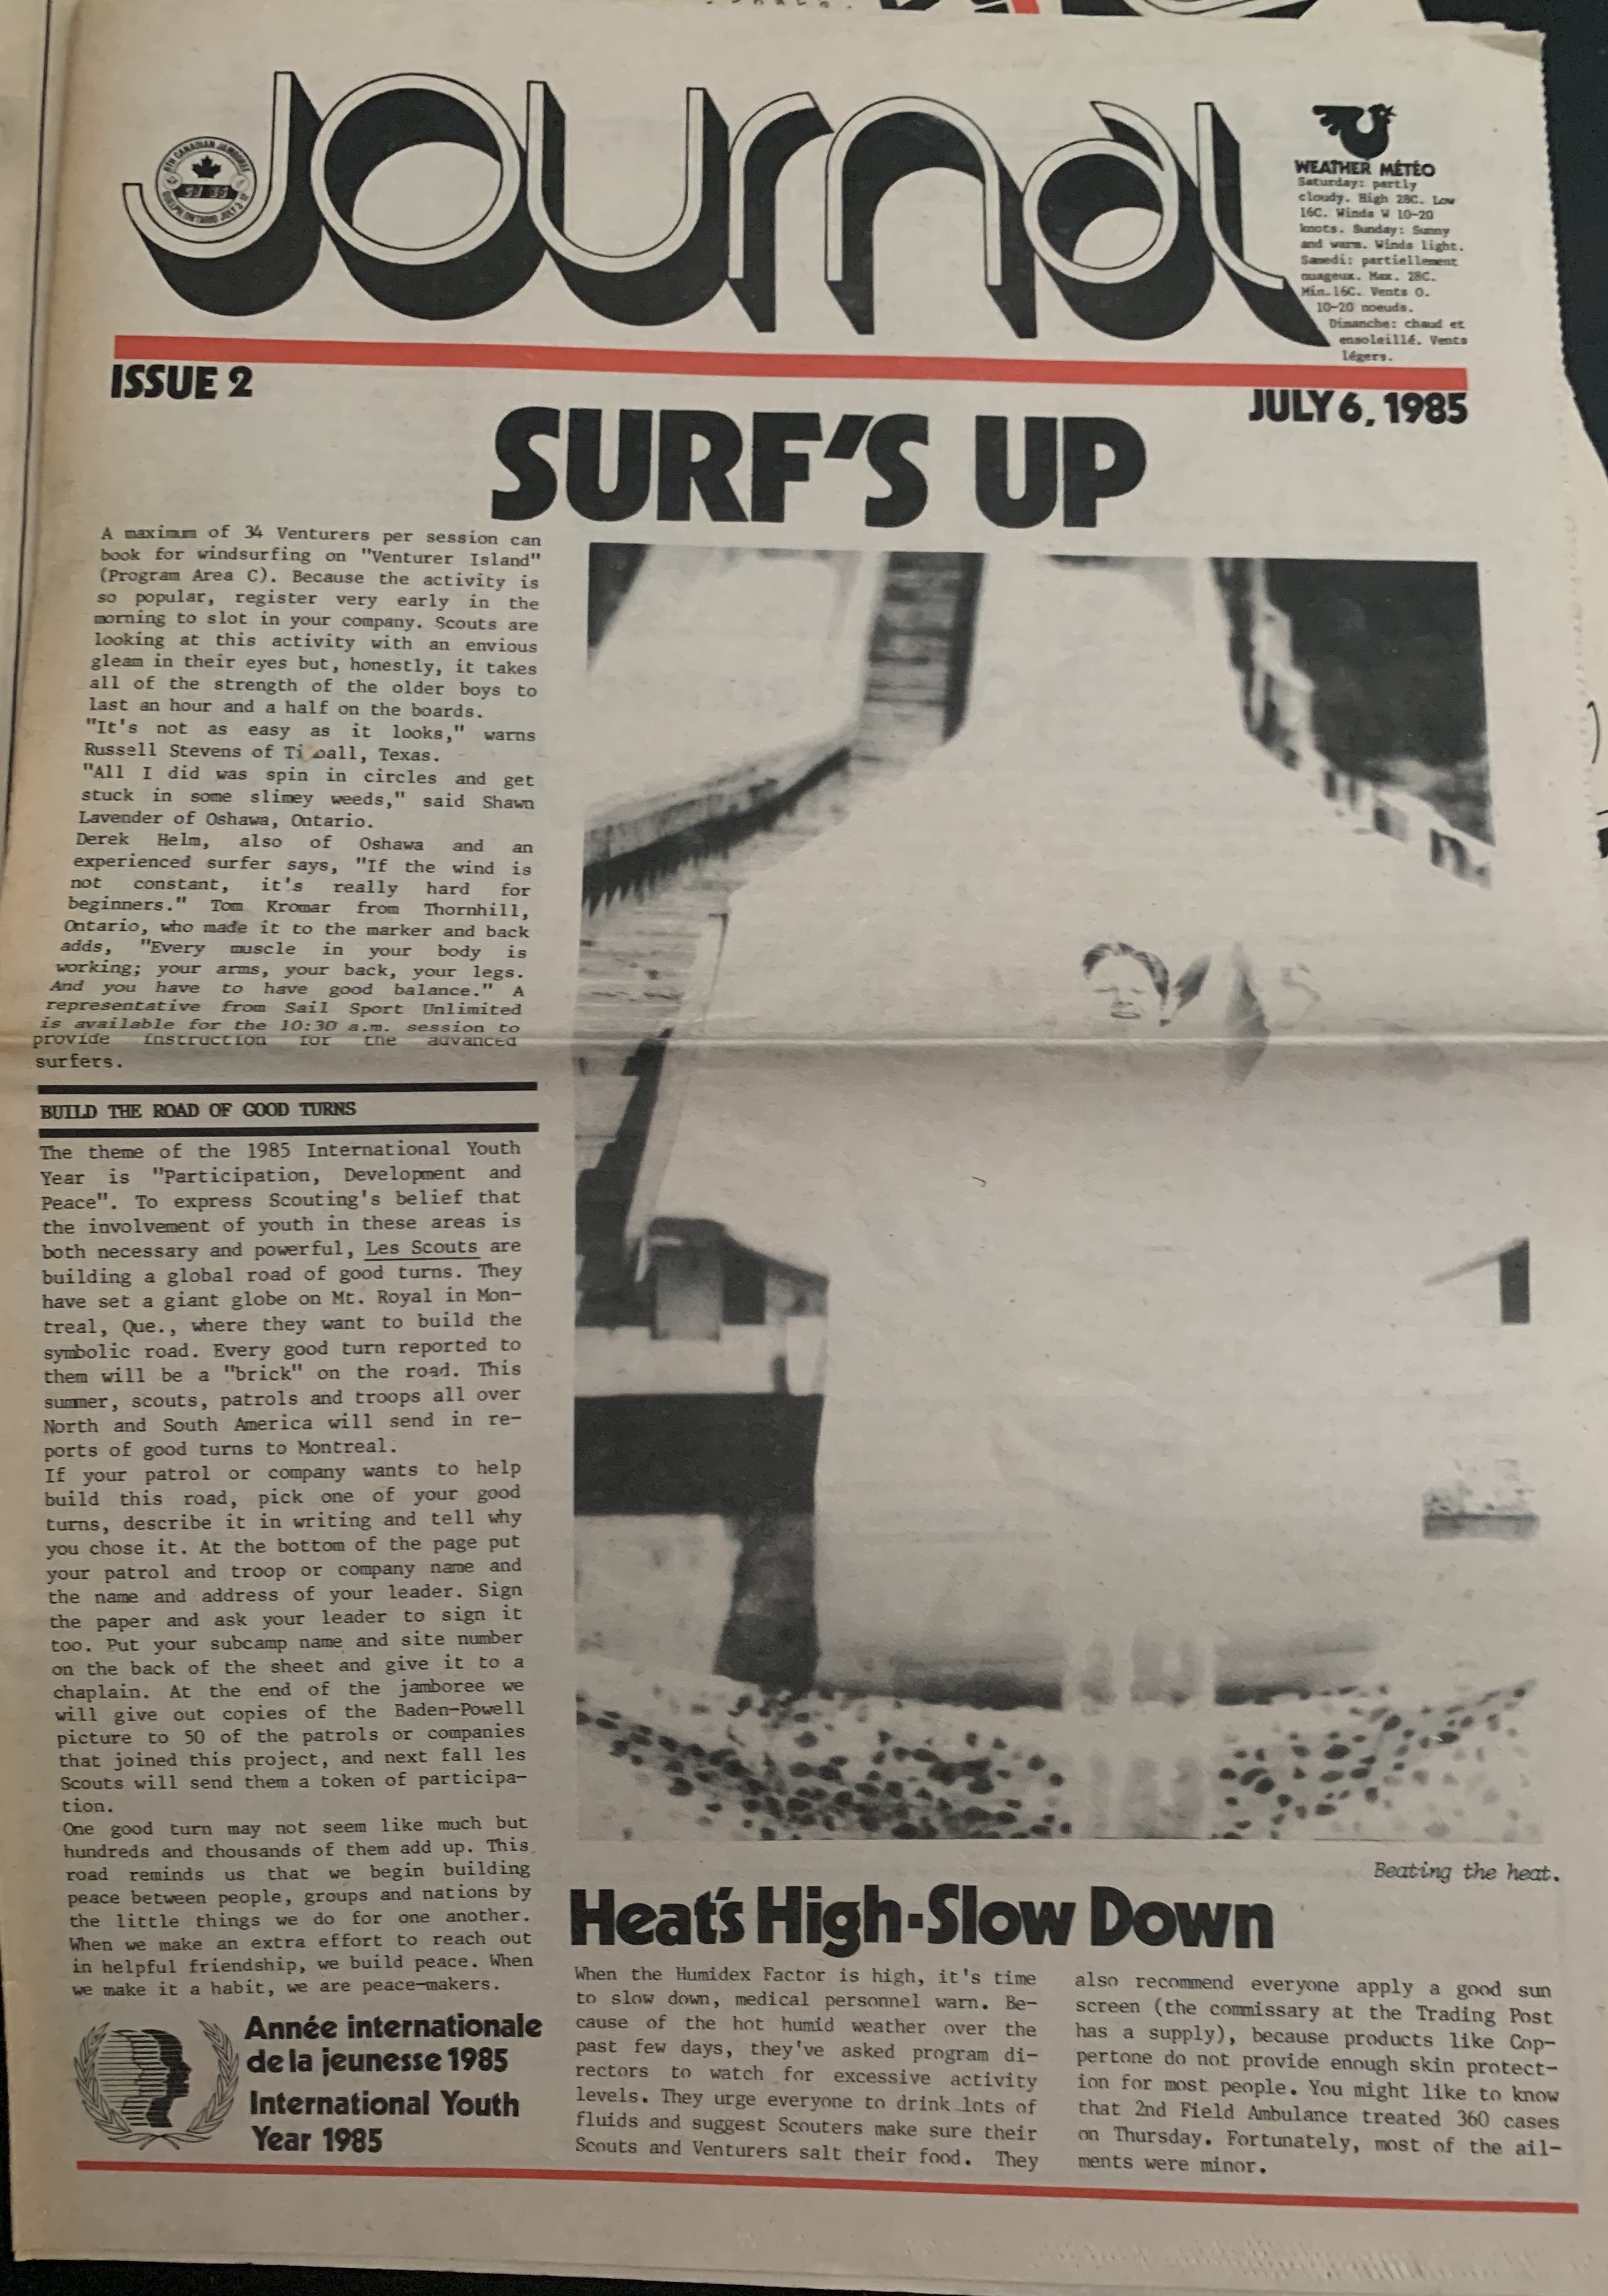 Journal
6TH CANADIAN JAMBOREE
CJ'85
GUELPH ONTARIO JULY 3-12
WEATHER MÉTÉO
Saturday: partly
cloudy. High 28C. Low
16C. Winds W 10-20
knots. Sunday: Sunny
and warm. Winds light.
Samedi: partiellement
nuageux. Max. 28C.
Min.16C. Vents O.
10-20 noeuds.
Dimanche: chaud et
ensoleillé. Vents
légers.
ISSUE 2
JULY 6, 1985
SURF'S UP
A maximum of 34 Venturers per session can
book for windsurfing on "Venturer Island"
(Program Area C). Because the activity is
so popular, register very early in the
morning to slot in your company. Scouts are
looking at this activity with an envious
gleam in their eyes but, honestly, it takes
all of the strength of the older boys to
last an hour and a half on the boards.
"It's not as easy as it looks," warns
Russell Stevens of Texas.
"All I did was spin in circles and get
stuck in some slimey weeds," said Shawn
Lavender of Oshawa, Ontario.
Derek Helm, also of Oshawa and an
experienced surfer says, "If the wind is
not constant, it's really hard for
beginners." Tom Kromar from Thornhill,
Ontario, who made it to the marker and back
adds, "Every muscle in your body is
working; your arms, your back, your legs.
And you have to have good balance." A
representative from Sail Sport Unlimited
is available for the 10:30 a.m. session to
provide instruction for the advanced
surfers.
BUILD THE ROAD OF GOOD TURNS
The theme of the 1985 International Youth
Year is "Participation, Development and
Peace". To express Scouting's belief that
the involvement of youth in these areas is
both necessary and powerful, Les Scouts are
building a global road of good turns. They
have set a giant globe on Mt. Royal in Mon-
treal, Que., where they want to build the
symbolic road. Every good turn reported to
them will be a "brick" on the road. This
summer, scouts, patrols and troops all over
North and South America will send in re-
ports of good turns to Montreal.
If your patrol or company wants to help
build this road, pick one of your good
turns, describe it in writing and tell why
you chose it. At the bottom of the page put
your patrol and troop or company name and
the name and address of your leader. Sign
the paper and ask your leader to sign it
too. Put your subcamp name and site number
on the back of the sheet and give it to a
chaplain. At the end of the jamboree we
will give out copies of the Baden-Powell
picture to 50 of the patrols or companies
that joined this project, and next fall les
Scouts will send them a token of participa-
tion.
One good turn may not seem like much but
hundreds and thousands of them add up. This
road reminds us that we begin building
peace between people, groups and nations by
the little things we do for one another.
When we make an extra effort to reach out
in helpful friendship, we build peace. When
we make it a habit, we are peace-makers.
Année internationale
de la jeunesse 1985
International Youth
Year 1985
Beating the heat.
Heat's High-Slow Down
When the Humidex Factor is high, it's time
to slow down, medical personnel warn. Be-
cause of the hot humid weather over the
past few days, they've asked program di-
rectors to watch for excessive activity
levels. They urge everyone to drink lots of
fluids and suggest Scouters make sure their
Scouts and Venturers salt their food. They
also recommend everyone apply a good sun
screen (the commissary at the Trading Post
has a supply), because products like Cop-
pertone do not provide enough skin protect-
ion for most people. You might like to know
that 2nd Field Ambulance treated 360 cases
on Thursday. Fortunately, most of the ail-
ments were minor.